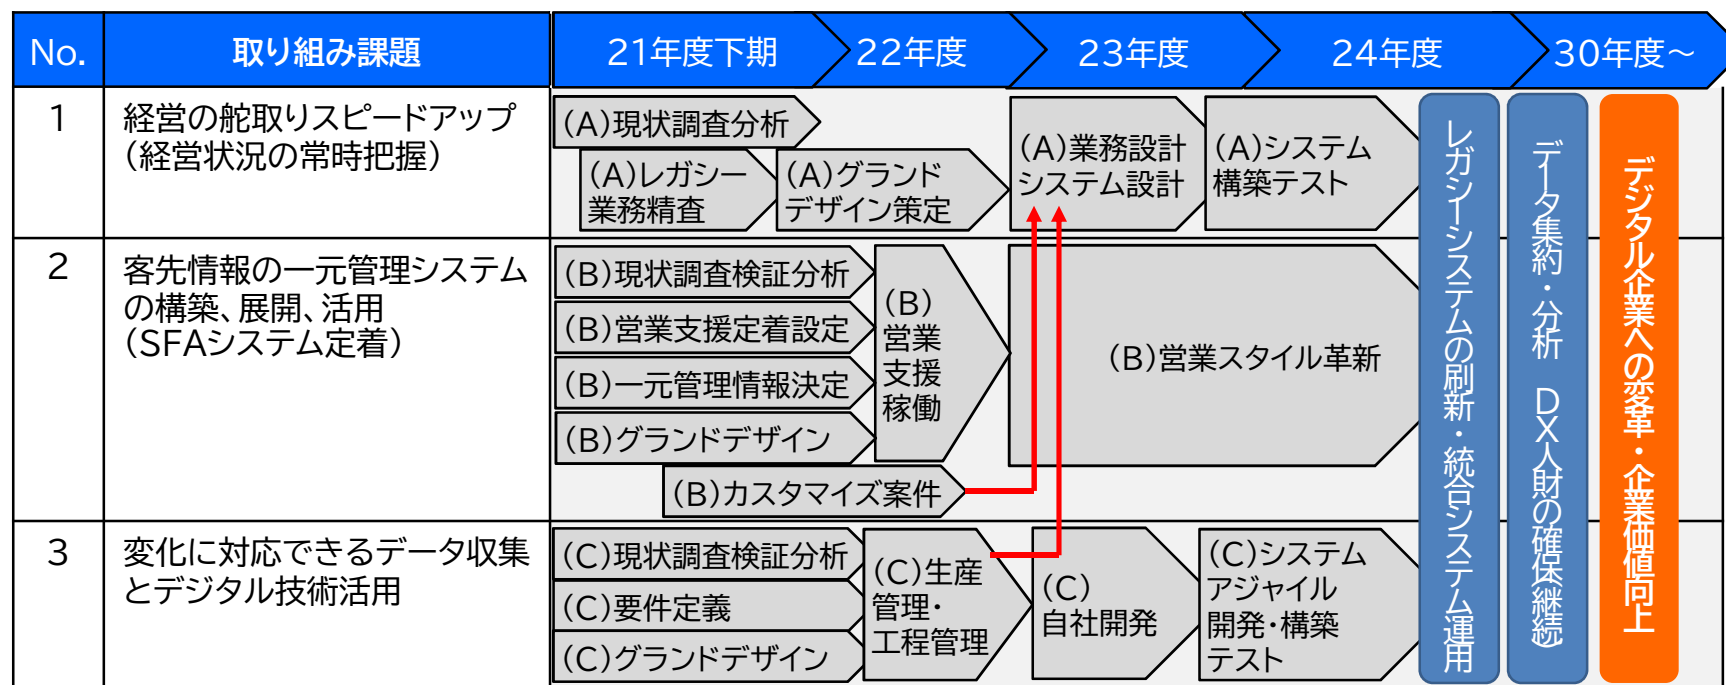 No.
取り組み課題
21年度下期
22年度
23年度
24年度
30年度～
1
経営の舵取りスピードアップ
（経営状況の常時把握）
(A)現状調査分析
(A)レガシー
業務精査
(A)グランド
デザイン策定
(A)業務設計
システム設計
(A)システム
構築テスト
2
客先情報の一元管理システム
の構築、展開、活用
（SFAシステム定着）
(B)現状調査検証分析
(B)営業支援定着設定
(B)一元管理情報決定
(B)グランドデザイン
(B)カスタマイズ案件
(B)
営業
支援
稼働
(B)営業スタイル革新
3
変化に対応できるデータ収集
とデジタル技術活用
(C)現状調査検証分析
(C)要件定義
(C)グランドデザイン
(C)生産
管理・
工程管理
(C)
自社開発
(C)システム
アジャイル
開発・構築
テスト
レガシーシステムの刷新・統合システム運用
データ集約・分析　DX人財の確保（継続）
デジタル企業への変革・企業価値向上